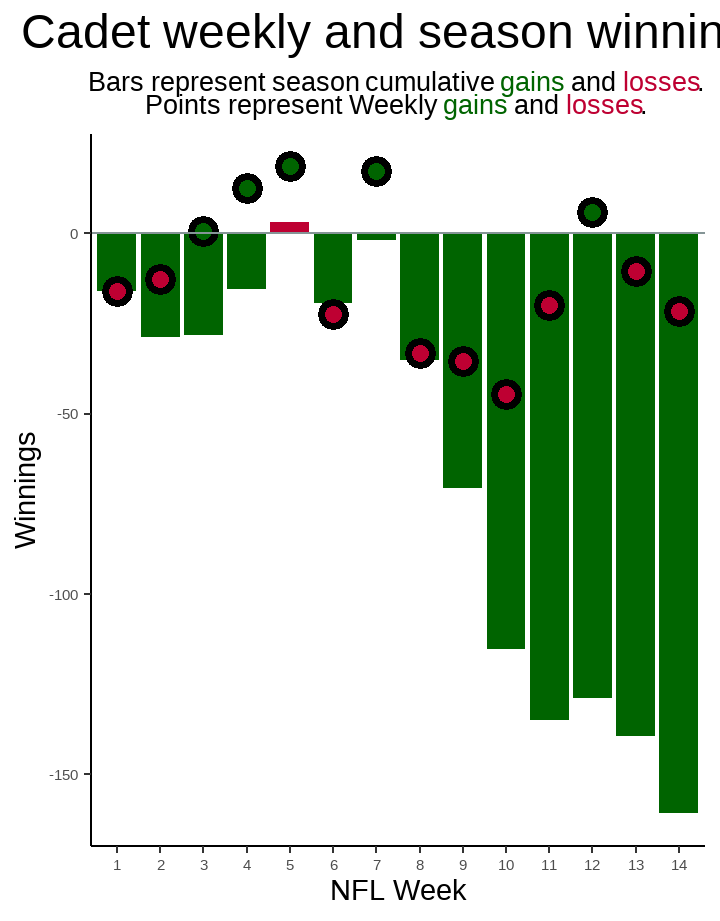 Cadet weekly and season winnin
Bars represent season cumulative gains and losses.
Points represent Weekly gains and losses.
0
-50
-100
-150
Winnings
1 2 3 4 5 6 7 8 9 10 11 12 13 14
NFL Week